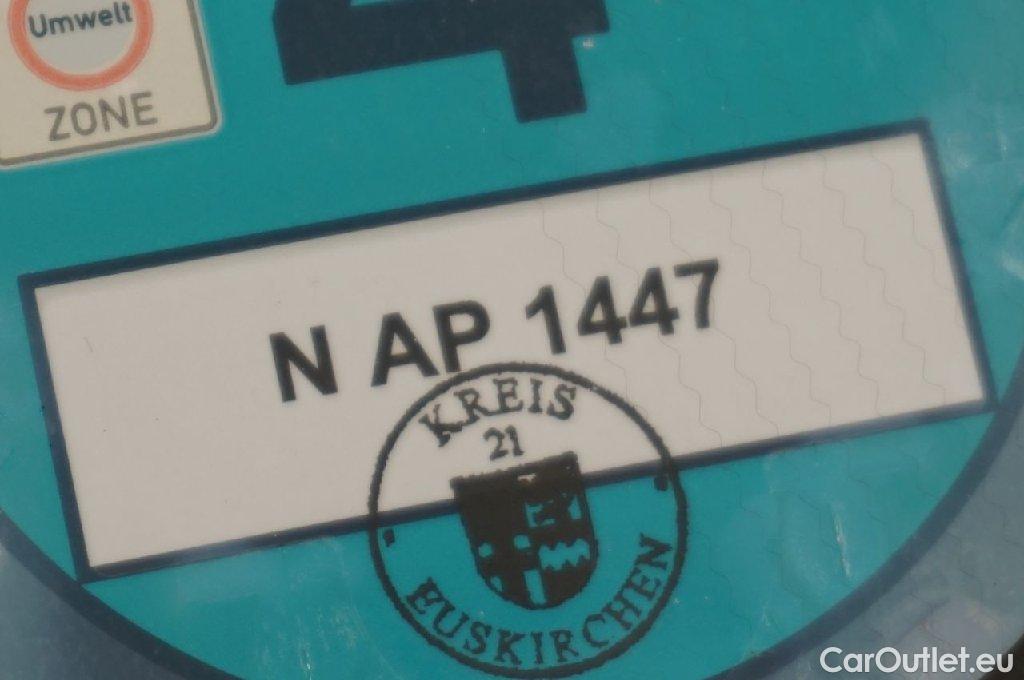 Umwelt
ZONE
4
N AP 1447
KREIS
21
EUSKIRCHEN
CarOutlet.eu